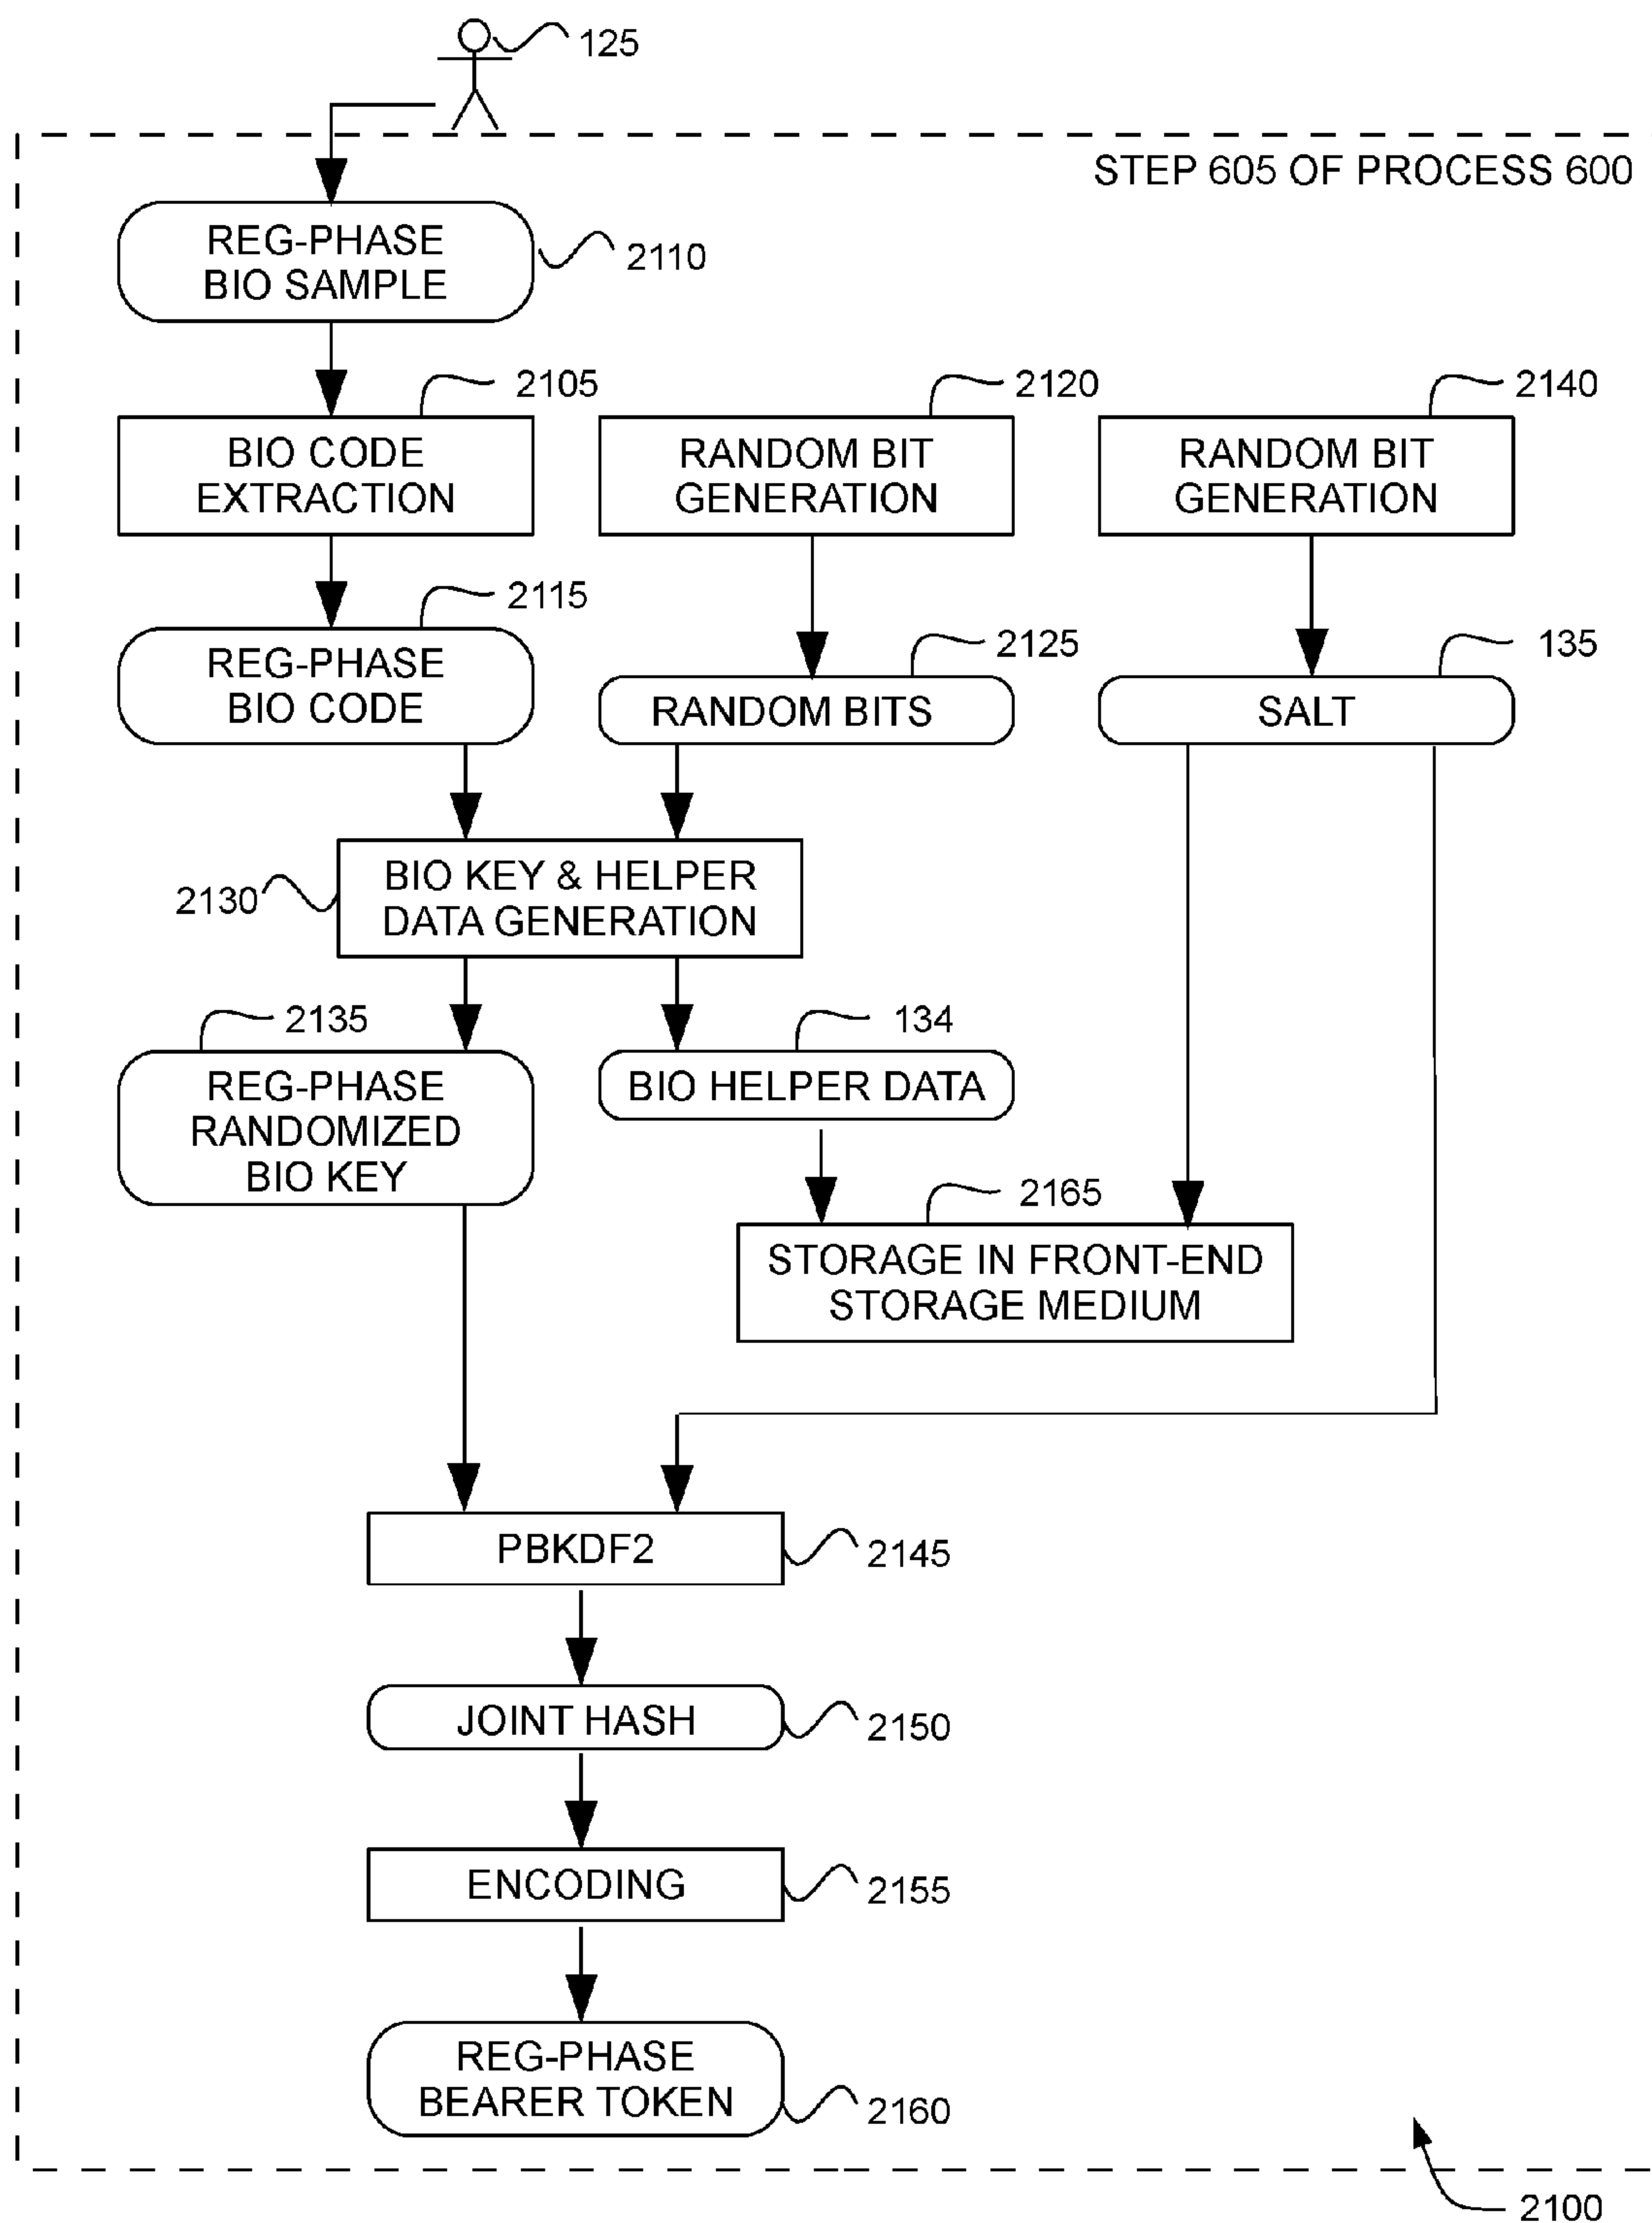 125
STEP 605 OF PROCESS 600
REG-PHASE
BIO SAMPLE
2110
2105
2120
2140
BIO CODE
EXTRACTION
RANDOM BIT
GENERATION
RANDOM BIT
GENERATION
2115
2125
135
REG-PHASE
BIO CODE
RANDOM BITS
SALT
2130
BIO KEY & HELPER
DATA GENERATION
2135
134
REG-PHASE
RANDOMIZED
BIO KEY
BIO HELPER DATA
2165
STORAGE IN FRONT-END
STORAGE MEDIUM
PBKDF2
2145
JOINT HASH
2150
ENCODING
2155
REG-PHASE
BEARER TOKEN
2160
2100